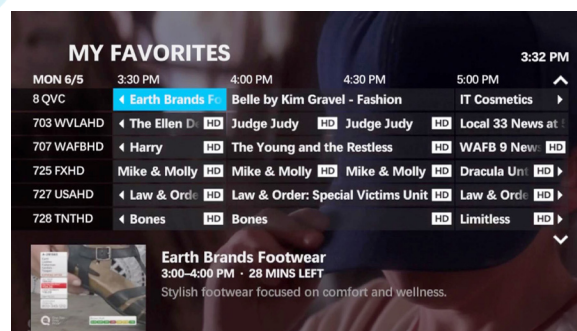 MY FAVORITES
3:32 PM
MON 6/5 3:30 PM 4:00 PM 4:30 PM 5:00 PM
8 QVC Earth Brands Fo Belle by Kim Gravel - Fashion IT Cosmetics
703 WVLAHD The Ellen De HD Judge Judy HD Judge Judy HD Local 33 News at 5
707 WAFBHD Harry HD The Young and the Restless HD WAFB 9 News HD
725 FXHD Mike & Molly HD Mike & Molly HD Mike & Molly HD Dracula Unt HD
727 USAHD Law & Orde HD Law & Order: Special Victims Unit HD Law & Orde HD
728 TNTHD Bones HD Bones HD Limitless HD
Earth Brands Footwear
3:00–4:00 PM · 28 MINS LEFT
Stylish footwear focused on comfort and wellness.